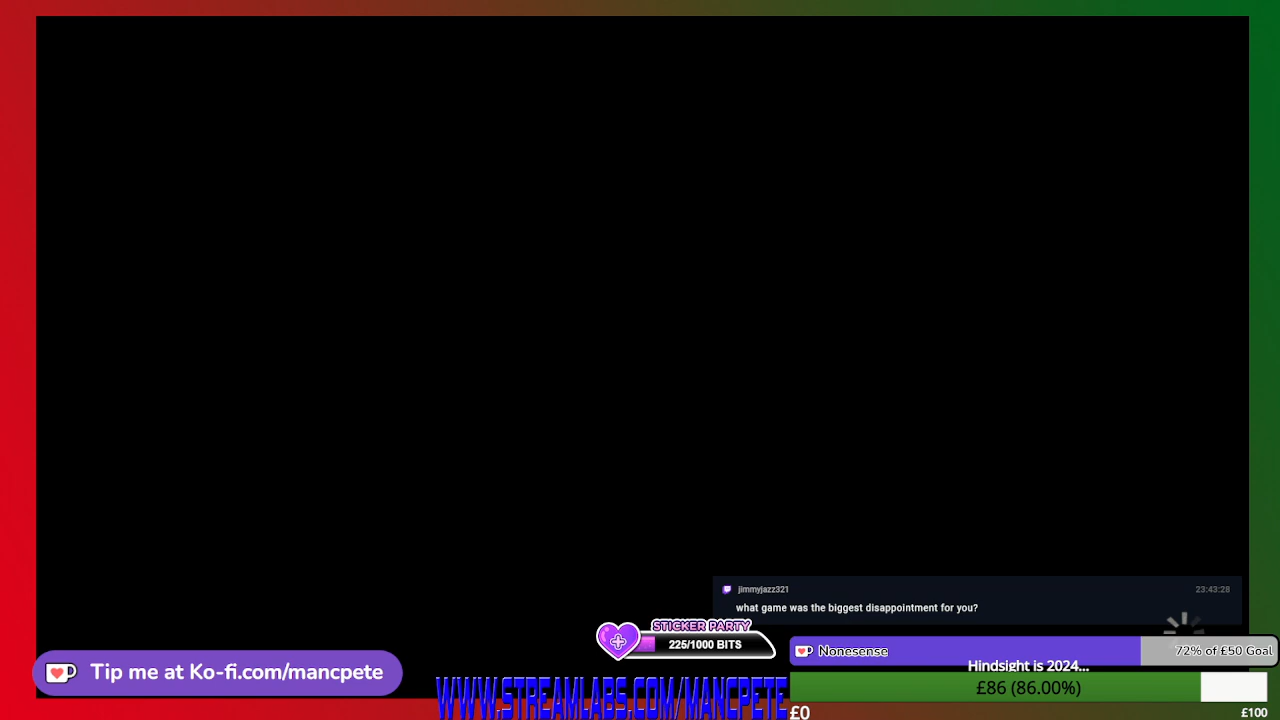 jimmyjazz321 23:43:28
what game was the biggest disappointment for you?
STICKER PARTY
225/1000 BITS
Nonesense 72% of £50 Goal
Hindsight is 2024...
Tip me at Ko-fi.com/mancpete
£86 (86.00%)
WWW.STREAMLABS.COM/MANCPETE
£0 £100